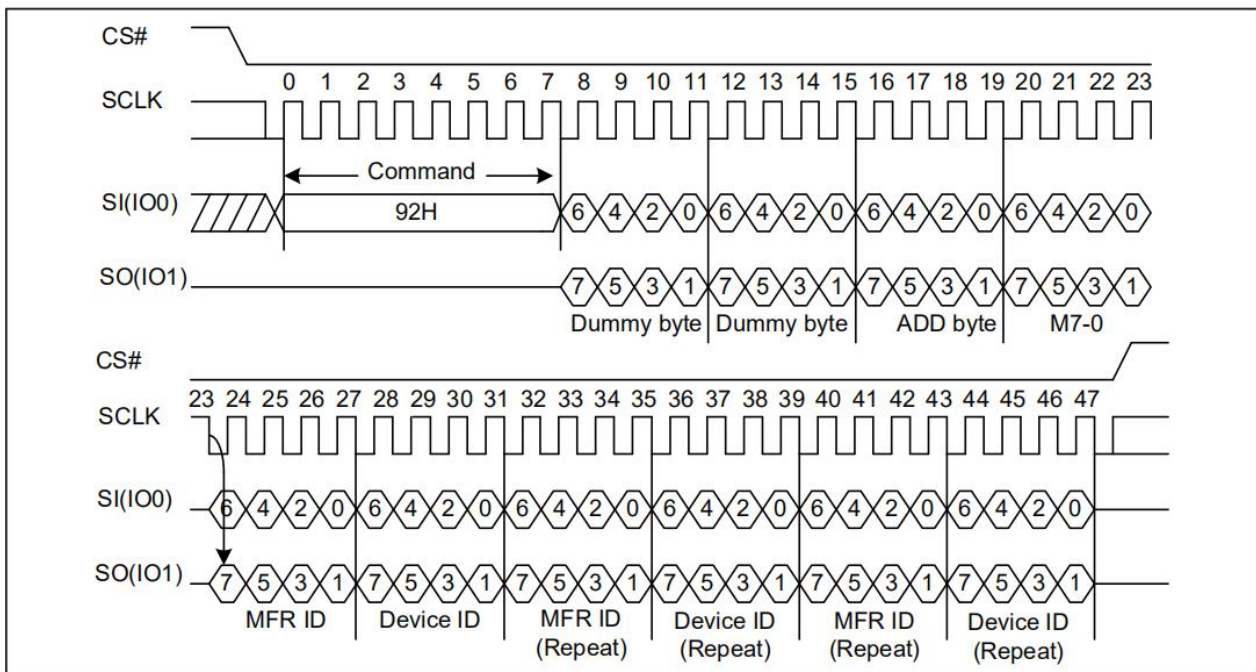 CS#
0 1 2 3 4 5 6 7 8 9 10 11 12 13 14 15 16 17 18 19 20 21 22 23
SCLK
Command
SI(IO0) 92H 6 4 2 0 6 4 2 0 6 4 2 0 6 4 2 0
SO(IO1) 7 5 3 1 7 5 3 1 7 5 3 1 7 5 3 1
Dummy byte Dummy byte ADD byte M7-0
CS#
23 24 25 26 27 28 29 30 31 32 33 34 35 36 37 38 39 40 41 42 43 44 45 46 47
SCLK
SI(IO0) 6 4 2 0 6 4 2 0 6 4 2 0 6 4 2 0 6 4 2 0 6 4 2 0
SO(IO1) 7 5 3 1 7 5 3 1 7 5 3 1 7 5 3 1 7 5 3 1 7 5 3 1
MFR ID Device ID MFR ID Device ID MFR ID Device ID
(Repeat) (Repeat) (Repeat) (Repeat)